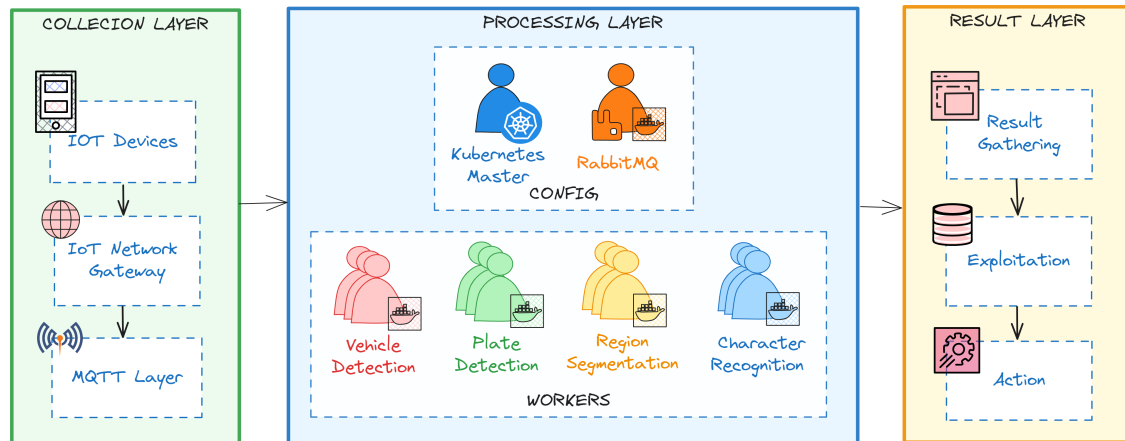 COLLECION LAYER
IOT Devices
IoT Network
Gateway
MQTT Layer
PROCESSING LAYER
Kubernetes
Master
RabbitMQ
CONFIG
Vehicle
Detection
Plate
Detection
Region
Segmentation
Character
Recognition
WORKERS
RESULT LAYER
Result
Gathering
Exploitation
Action